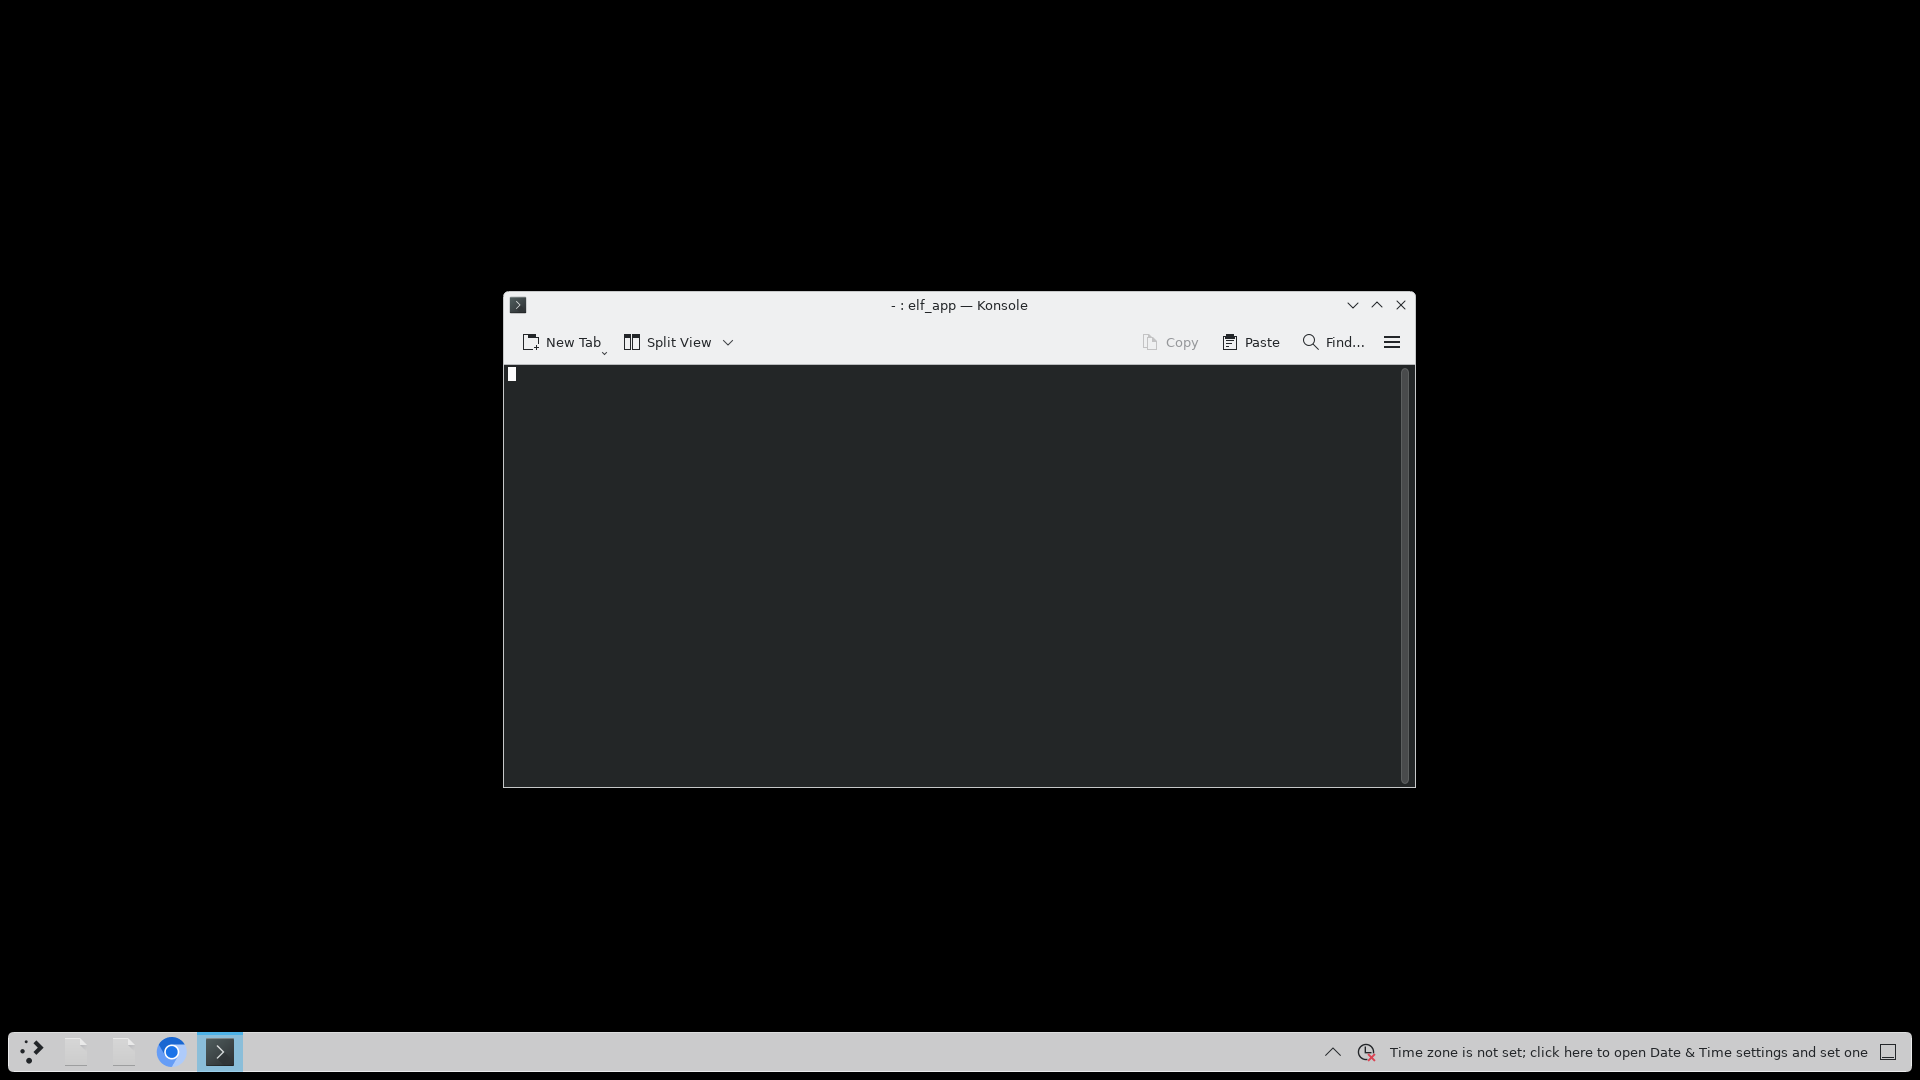 - : elf_app — Konsole
New Tab Split View Copy Paste Find...
Time zone is not set; click here to open Date & Time settings and set one